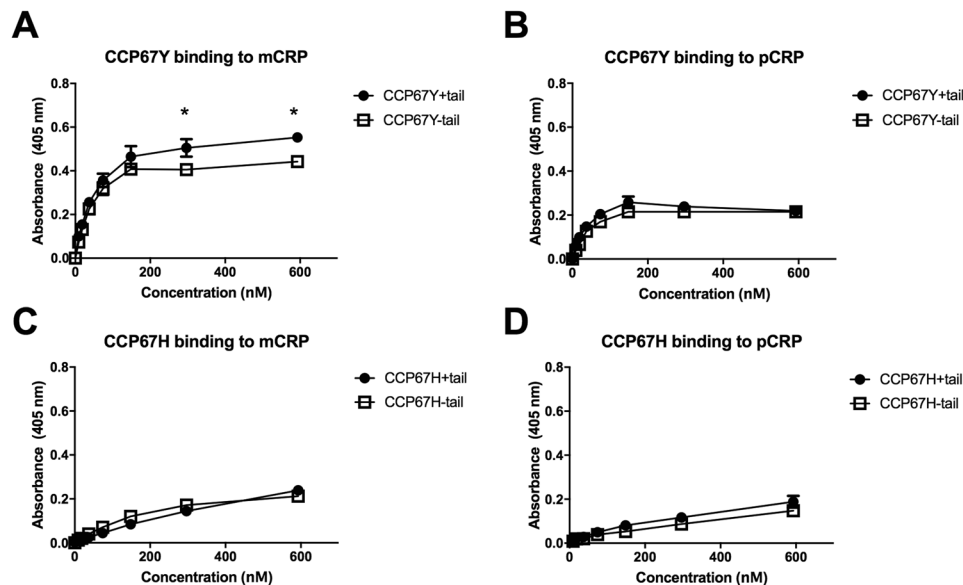 A
CCP67Y binding to mCRP
Absorbance (405 nm)
0.8
0.6
0.4
0.2
0.0
0
200
400
600
Concentration (nM)
*
*
CCP67Y+tail
CCP67Y-tail
B
CCP67Y binding to pCRP
Absorbance (405 nm)
0.8
0.6
0.4
0.2
0.0
0
200
400
600
Concentration (nM)
CCP67Y+tail
CCP67Y-tail
C
CCP67H binding to mCRP
Absorbance (405 nm)
0.8
0.6
0.4
0.2
0.0
0
200
400
600
Concentration (nM)
CCP67H+tail
CCP67H-tail
D
CCP67H binding to pCRP
Absorbance (405 nm)
0.8
0.6
0.4
0.2
0.0
0
200
400
600
Concentration (nM)
CCP67H+tail
CCP67H-tail